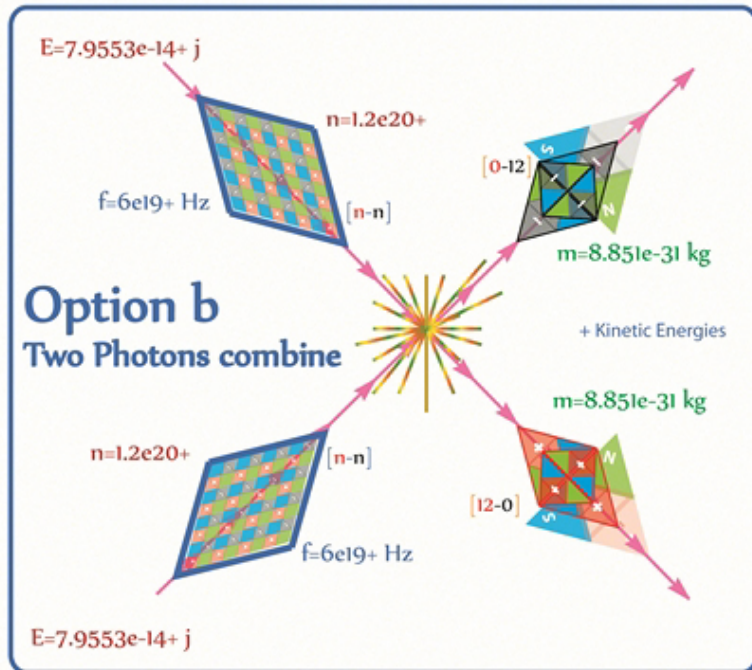 E=7.9553e-14+ j
n=1.2e20+
f=6e19+ Hz
[n-n]
[0-12]
S
N
m=8.851e-31 kg
Option b
Two Photons combine
+ Kinetic Energies
m=8.851e-31 kg
n=1.2e20+
[n-n]
f=6e19+ Hz
[12-0]
N
S
E=7.9553e-14+ j